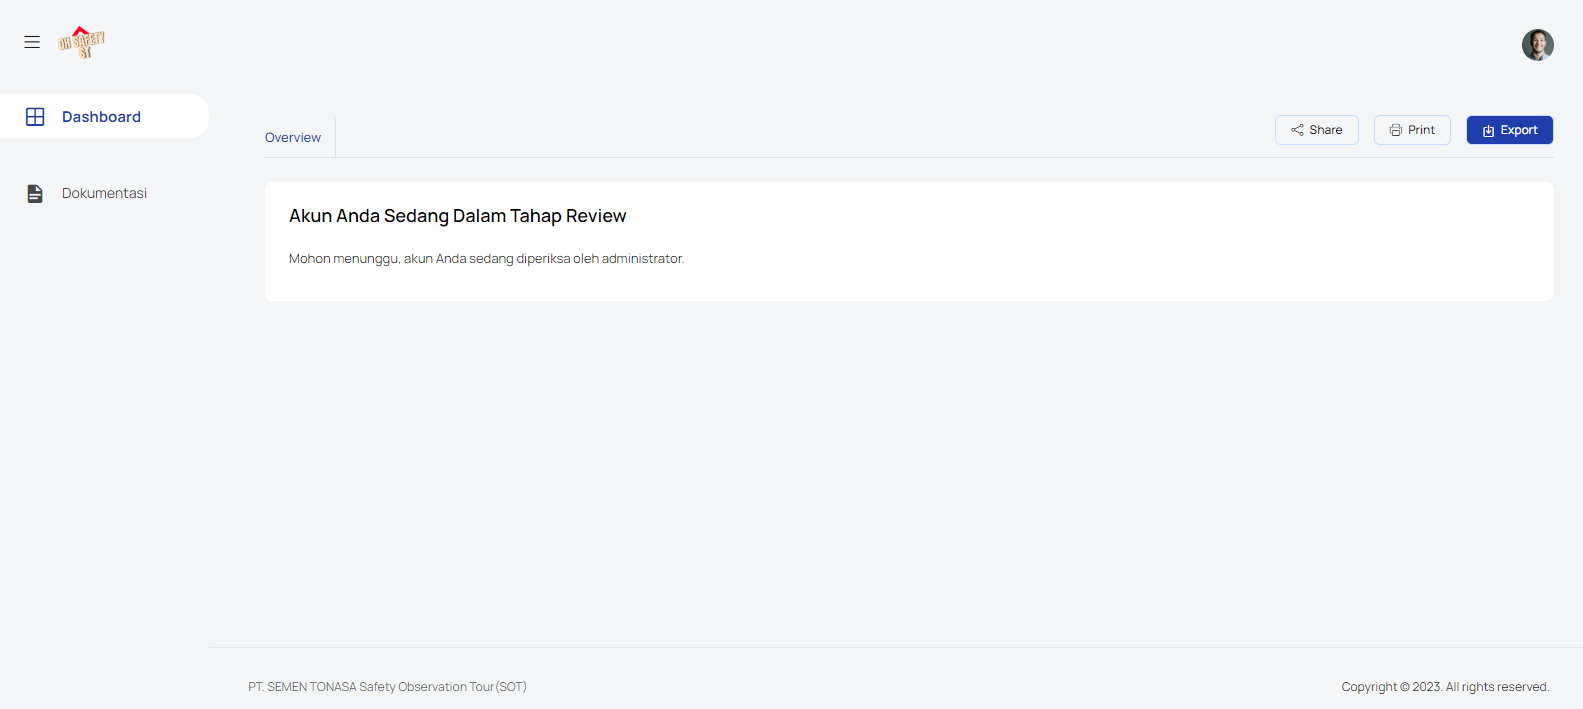 OH SAFETY
ST
Dashboard
Dokumentasi
Overview
Share
Print
Export
Akun Anda Sedang Dalam Tahap Review
Mohon menunggu, akun Anda sedang diperiksa oleh administrator.
PT. SEMEN TONASA Safety Observation Tour(SOT)
Copyright © 2023. All rights reserved.